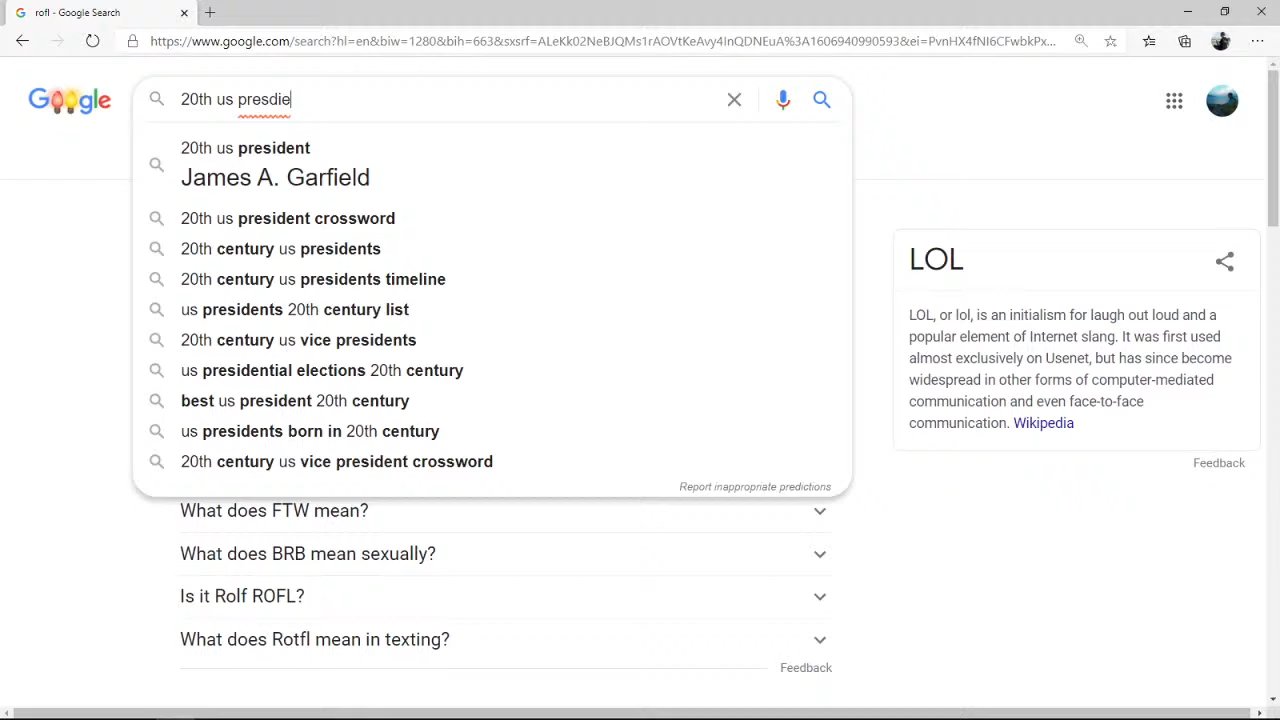 rofl - Google Search
https://www.google.com/search?hl=en&biw=1280&bih=663&sxsrf=ALeKk02NeBJQMs1rAOVtKeAvy4InQDNEuA%3A1606940990593&ei=PvnHX4fNI6CFwbkPx...
Google
20th us presdie
20th us president
James A. Garfield
20th us president crossword
20th century us presidents
20th century us presidents timeline
us presidents 20th century list
20th century us vice presidents
us presidential elections 20th century
best us president 20th century
us presidents born in 20th century
20th century us vice president crossword
Report inappropriate predictions
What does FTW mean?
What does BRB mean sexually?
Is it Rolf ROFL?
What does Rotfl mean in texting?
Feedback
LOL
LOL, or lol, is an initialism for laugh out loud and a
popular element of Internet slang. It was first used
almost exclusively on Usenet, but has since become
widespread in other forms of computer-mediated
communication and even face-to-face
communication. Wikipedia
Feedback